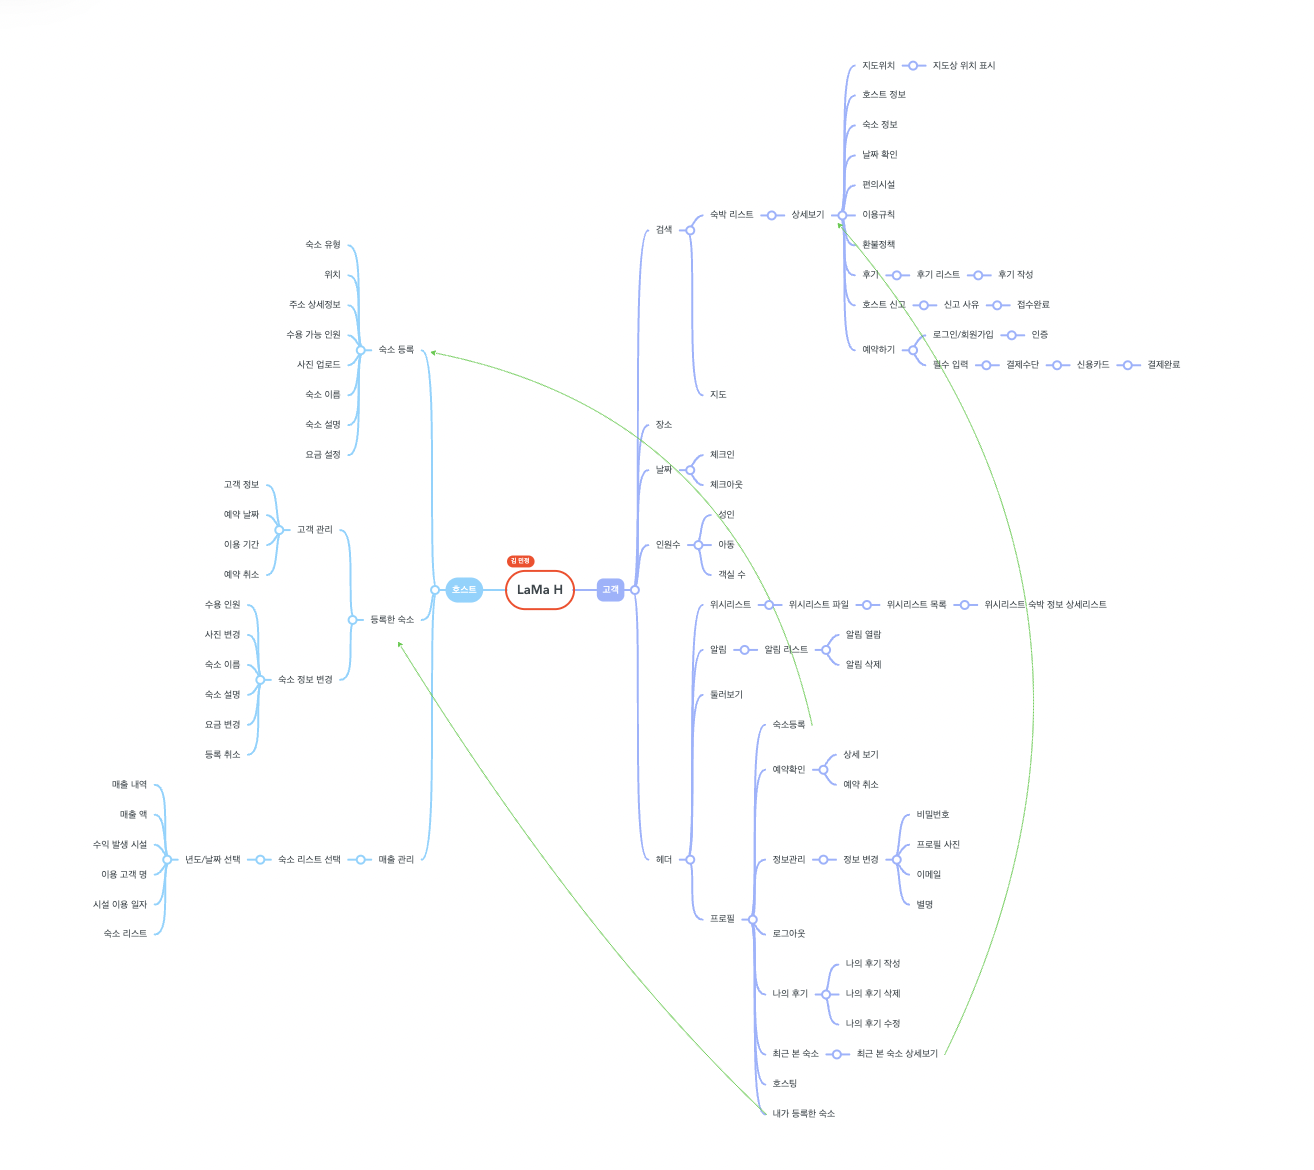 김 민정
LaMa H
호스트
숙소 등록
숙소 유형
위치
주소 상세정보
수용 가능 인원
사진 업로드
숙소 이름
숙소 설명
요금 설정
등록한 숙소
고객 관리
고객 정보
예약 날짜
이용 기간
예약 취소
숙소 정보 변경
수용 인원
사진 변경
숙소 이름
숙소 설명
요금 변경
등록 취소
매출 관리
숙소 리스트 선택
년도/날짜 선택
매출 내역
매출 액
수익 발생 시설
이용 고객 명
시설 이용 일자
숙소 리스트
고객
검색
숙박 리스트
상세보기
지도위치
지도상 위치 표시
호스트 정보
숙소 정보
날짜 확인
편의시설
이용규칙
환불정책
후기
후기 리스트
후기 작성
호스트 신고
신고 사유
접수완료
예약하기
로그인/회원가입
인증
필수 입력
결제수단
신용카드
결제완료
지도
장소
날짜
체크인
체크아웃
인원수
성인
아동
객실 수
헤더
위시리스트
위시리스트 파일
위시리스트 목록
위시리스트 숙박 정보 상세리스트
알림
알림 리스트
알림 열람
알림 삭제
둘러보기
프로필
숙소등록
예약확인
상세 보기
예약 취소
정보관리
정보 변경
비밀번호
프로필 사진
이메일
별명
로그아웃
나의 후기
나의 후기 작성
나의 후기 삭제
나의 후기 수정
최근 본 숙소
최근 본 숙소 상세보기
호스팅
내가 등록한 숙소